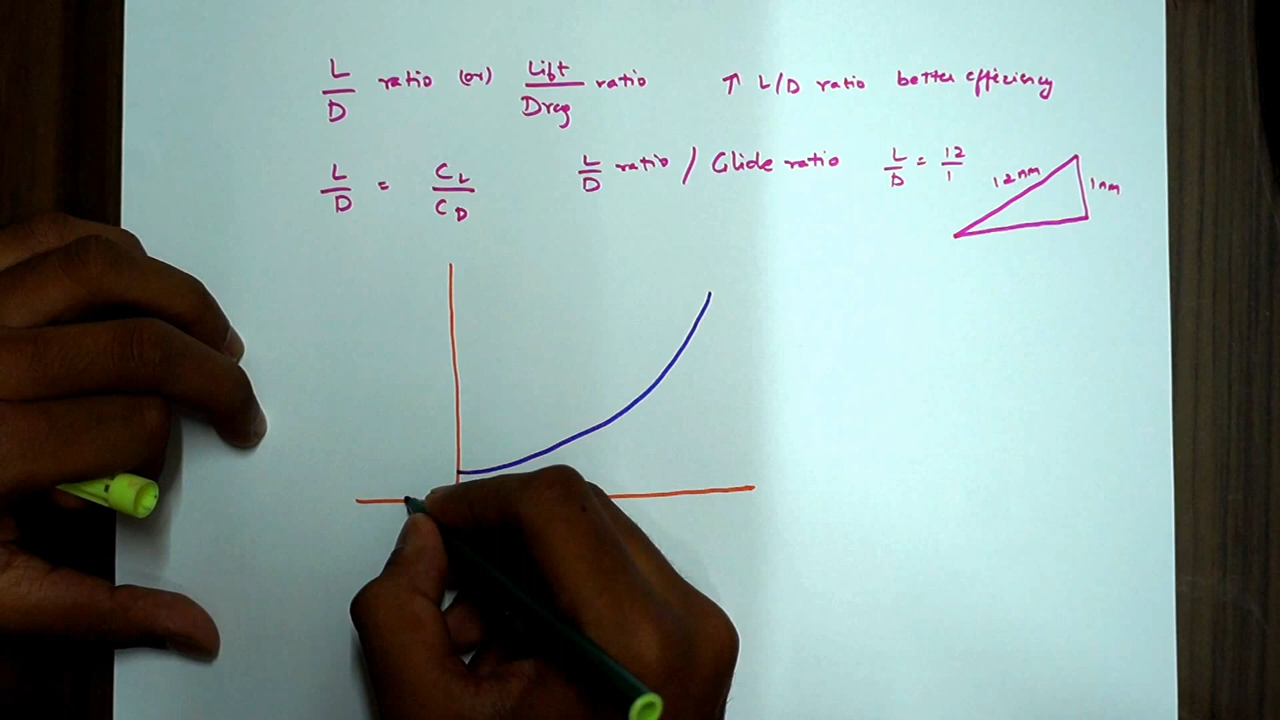 L/D ratio (or) Lift/Drag ratio ↑ L/D ratio better efficiency
L/D = CL/CD L/D ratio / Glide ratio L/D = 12/1 12nm 1nm